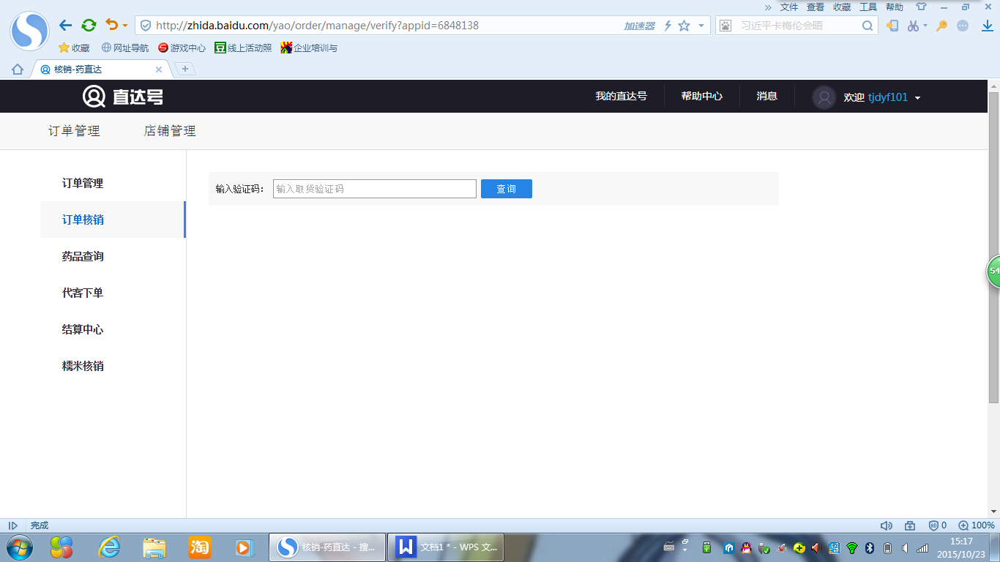 » 文件 查看 收藏 工具 帮助
http://zhida.baidu.com/yao/order/manage/verify?appid=6848138 加速器 习近平卡梅伦会晤
收藏 网址导航 游戏中心 线上活动照 企业培训与
核销-药直达
直达号 我的直达号 帮助中心 消息 欢迎 tjdyf101
订单管理 店铺管理
订单管理
输入验证码： 输入取货验证码 查询
订单核销
药品查询
54
代客下单
结算中心
糯米核销
完成 0 100%
核销-药直达 - 搜... 文档1 * - WPS 文... 15:17
2015/10/23